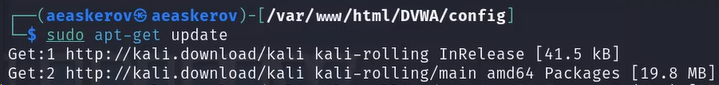 ┌──(aeaskerov㉿aeaskerov)-[/var/www/html/DVWA/config]
└─$ sudo apt-get update
Get:1 http://kali.download/kali kali-rolling InRelease [41.5 kB]
Get:2 http://kali.download/kali kali-rolling/main amd64 Packages [19.8 MB]